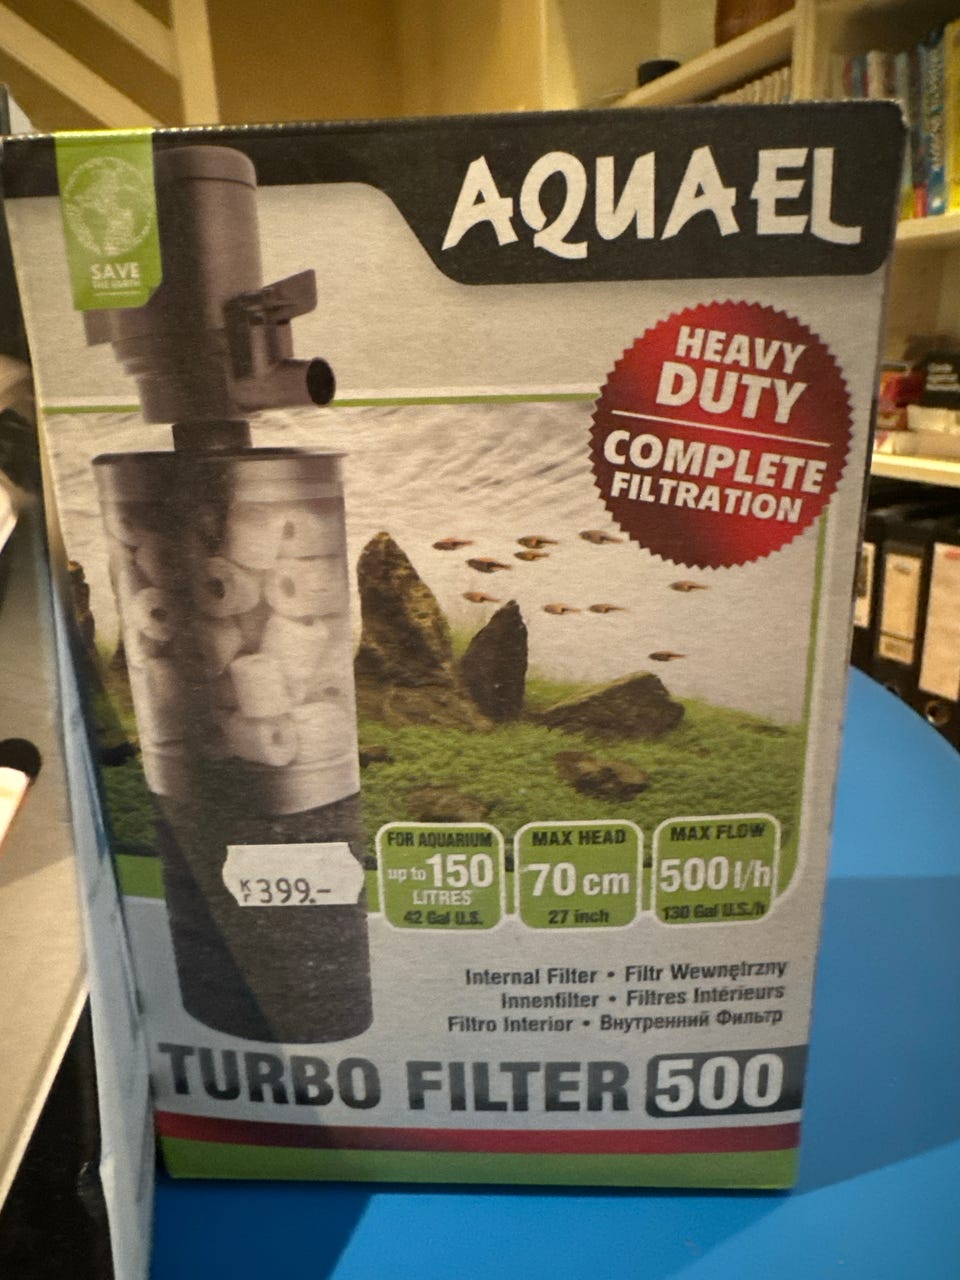 AQUAEL
SAVE
THE EARTH
HEAVY
DUTY
COMPLETE
FILTRATION
FOR AQUARIUM
up to 150
LITRES
42 Gal U.S.
MAX HEAD
70 cm
27 inch
MAX FLOW
500 l/h
130 Gal U.S./h
Kr 399.-
Internal Filter • Filtr Wewnętrzny
Innenfilter • Filtres Intérieurs
Filtro Interior • Внутренний Фильтр
TURBO FILTER 500